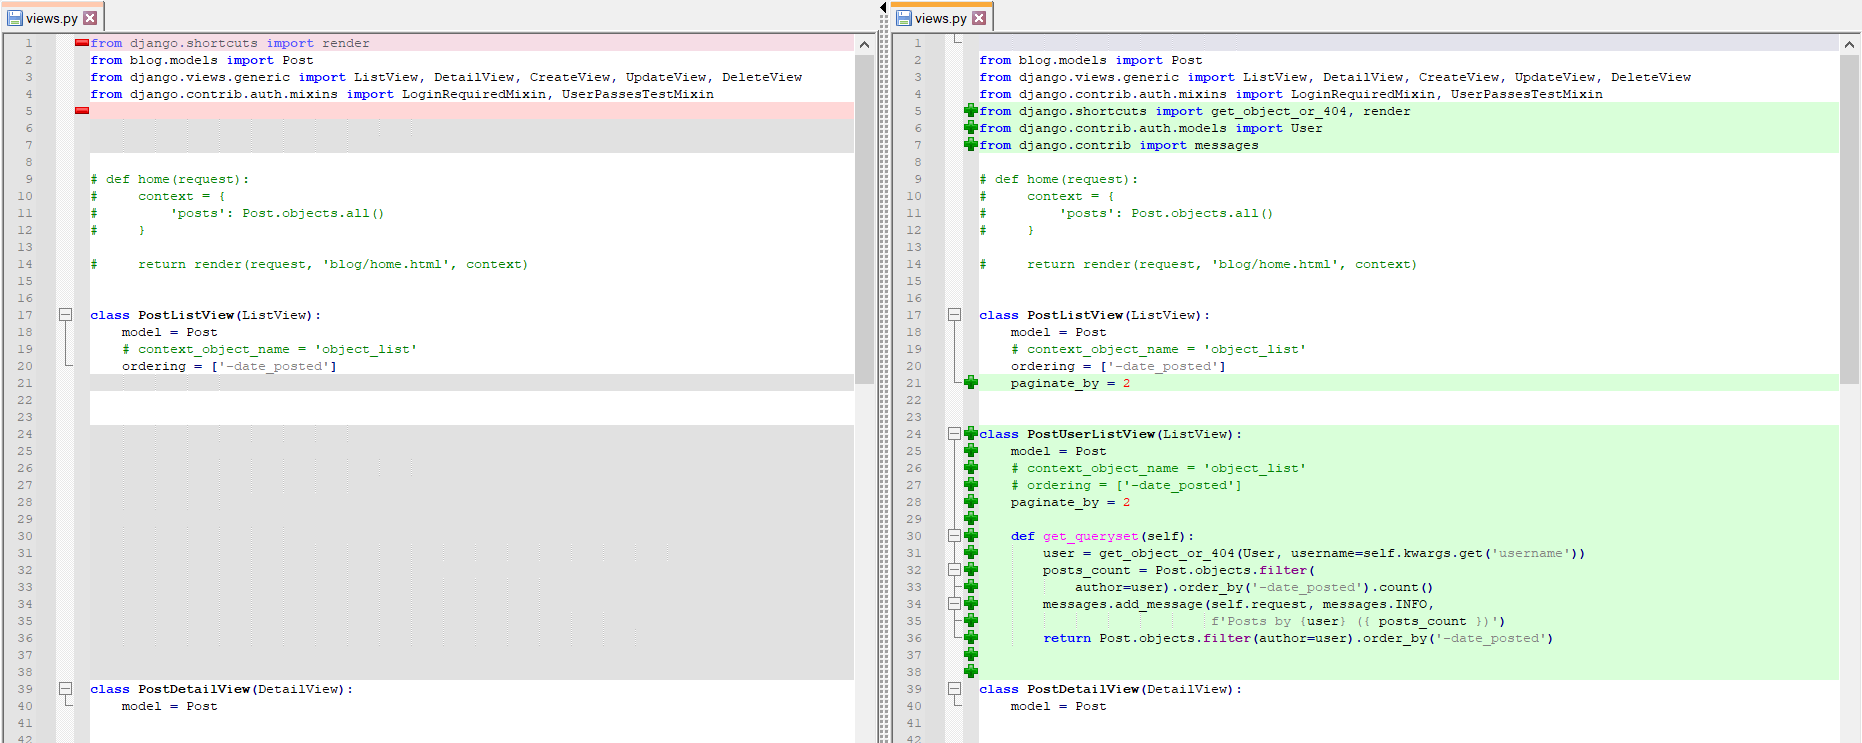 views.py
1 from django.shortcuts import render
2 from blog.models import Post
3 from django.views.generic import ListView, DetailView, CreateView, UpdateView, DeleteView
4 from django.contrib.auth.mixins import LoginRequiredMixin, UserPassesTestMixin
5
6
7
8
9 # def home(request):
10 #     context = {
11 #         'posts': Post.objects.all()
12 #     }
13
14 #     return render(request, 'blog/home.html', context)
15
16
17 class PostListView(ListView):
18     model = Post
19     # context_object_name = 'object_list'
20     ordering = ['-date_posted']
21
22
23
24
25
26
27
28
29
30
31
32
33
34
35
36
37
38
39 class PostDetailView(DetailView):
40     model = Post
41
42
views.py
1
2 from blog.models import Post
3 from django.views.generic import ListView, DetailView, CreateView, UpdateView, DeleteView
4 from django.contrib.auth.mixins import LoginRequiredMixin, UserPassesTestMixin
5 from django.shortcuts import get_object_or_404, render
6 from django.contrib.auth.models import User
7 from django.contrib import messages
8
9 # def home(request):
10 #     context = {
11 #         'posts': Post.objects.all()
12 #     }
13
14 #     return render(request, 'blog/home.html', context)
15
16
17 class PostListView(ListView):
18     model = Post
19     # context_object_name = 'object_list'
20     ordering = ['-date_posted']
21     paginate_by = 2
22
23
24 class PostUserListView(ListView):
25     model = Post
26     # context_object_name = 'object_list'
27     # ordering = ['-date_posted']
28     paginate_by = 2
29
30     def get_queryset(self):
31         user = get_object_or_404(User, username=self.kwargs.get('username'))
32         posts_count = Post.objects.filter(
33             author=user).order_by('-date_posted').count()
34         messages.add_message(self.request, messages.INFO,
35                              f'Posts by {user} ({ posts_count })')
36         return Post.objects.filter(author=user).order_by('-date_posted')
37
38
39 class PostDetailView(DetailView):
40     model = Post
41
42